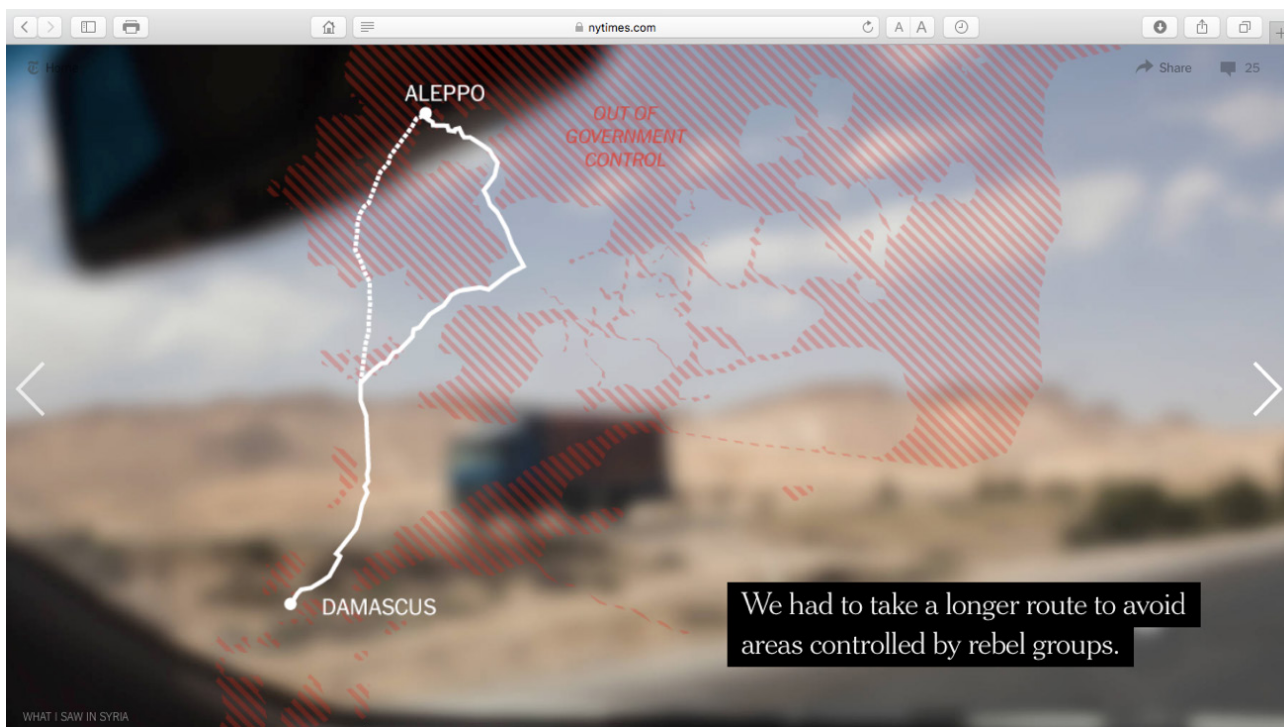 nytimes.com
A A
Home
Share 25
ALEPPO
OUT OF
GOVERNMENT
CONTROL
DAMASCUS
We had to take a longer route to avoid
areas controlled by rebel groups.
WHAT I SAW IN SYRIA